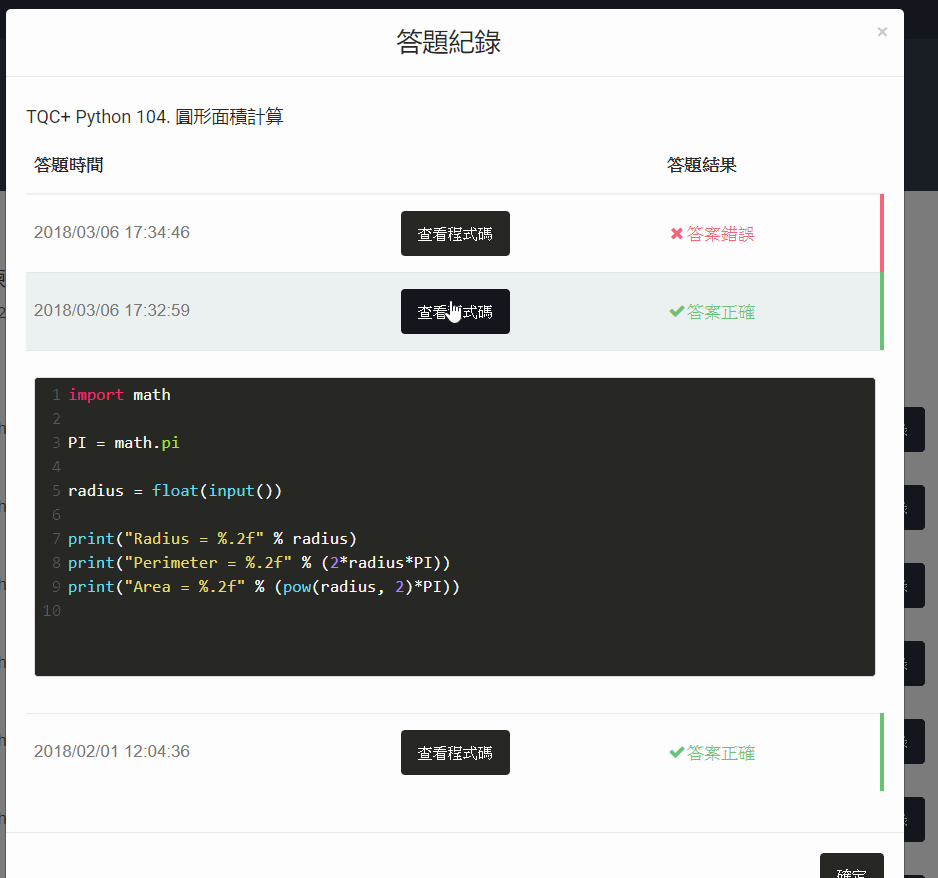 答題紀錄
×
TQC+ Python 104. 圓形面積計算
答題時間 答題結果
2018/03/06 17:34:46 查看程式碼 答案錯誤
2018/03/06 17:32:59 查看程式碼 答案正確
1 import math
2
3 PI = math.pi
4
5 radius = float(input())
6
7 print("Radius = %.2f" % radius)
8 print("Perimeter = %.2f" % (2*radius*PI))
9 print("Area = %.2f" % (pow(radius, 2)*PI))
10
2018/02/01 12:04:36 查看程式碼 答案正確
確定